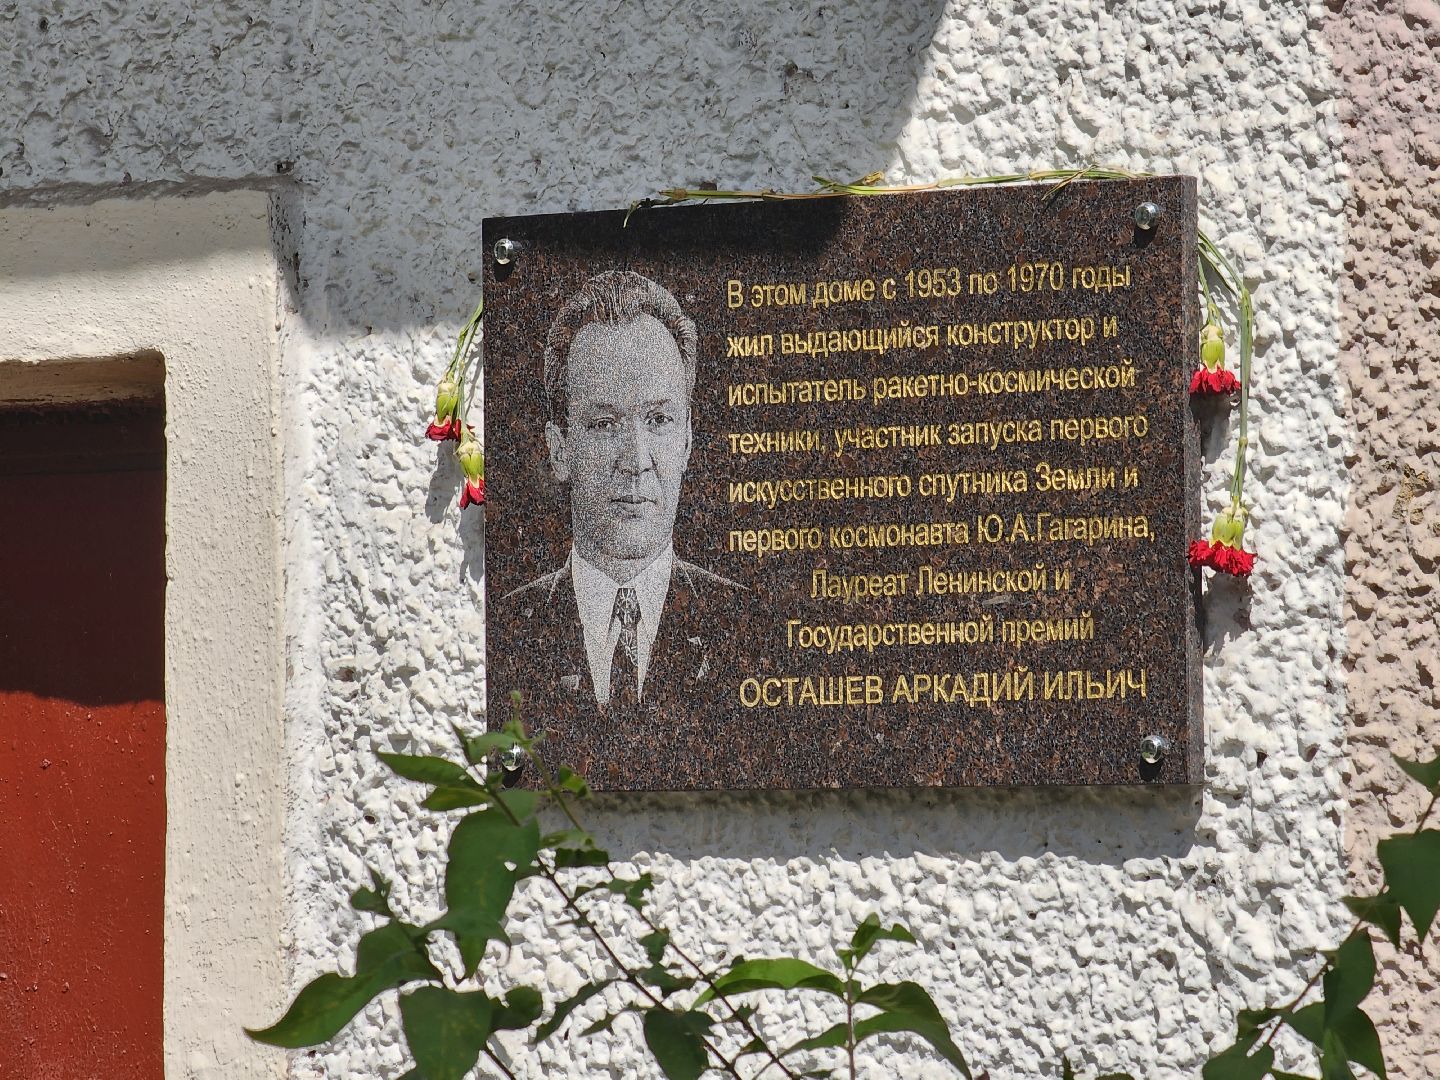 В этом доме с 1953 по 1970 годы
жил выдающийся конструктор и
испытатель ракетно-космической
техники, участник запуска первого
искусственного спутника Земли и
первого космонавта Ю.А.Гагарина,
Лауреат Ленинской и
Государственной премий
ОСТАШЕВ АРКАДИЙ ИЛЬИЧ